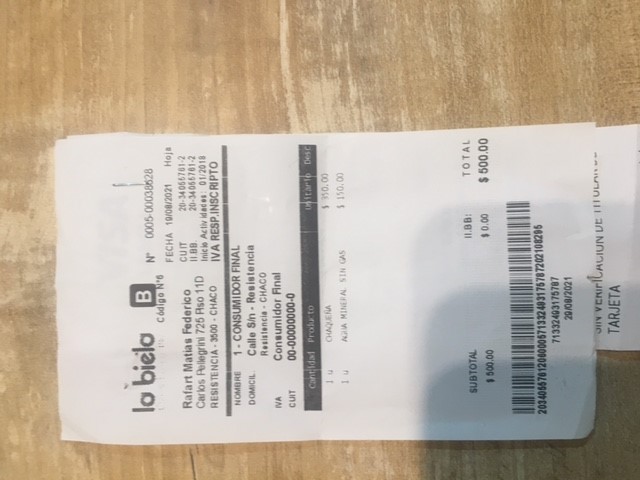 VISA
la biela B
Código N°6
N° 0005-00038628
FECHA 19/08/2021 Hoja
CUIT 20-34055761-2
II.BB. 20-34055761-2
Inicio Actividades: 01/2018
IVA RESP.INSCRIPTO
Rafart Matias Federico
Carlos Pellegrini 725 Piso 11D
RESISTENCIA - 3500 - CHACO
NOMBRE 1 - CONSUMIDOR FINAL
DOMICIL. Calle S/n - Resistencia
Resistencia - CHACO
IVA Consumidor Final
CUIT 00-00000000-0
Cantidad Producto Unitario Desc
1 u CHAQUEÑA $ 350.00
1 u AGUA MINERAL SIN GAS $ 150.00
SUBTOTAL II.BB: TOTAL
$ 500.00 $ 0.00 $ 500.00
71332493175787
29/08/2021
SIN VERIFICACION DE TITULAR DE
TARJETA